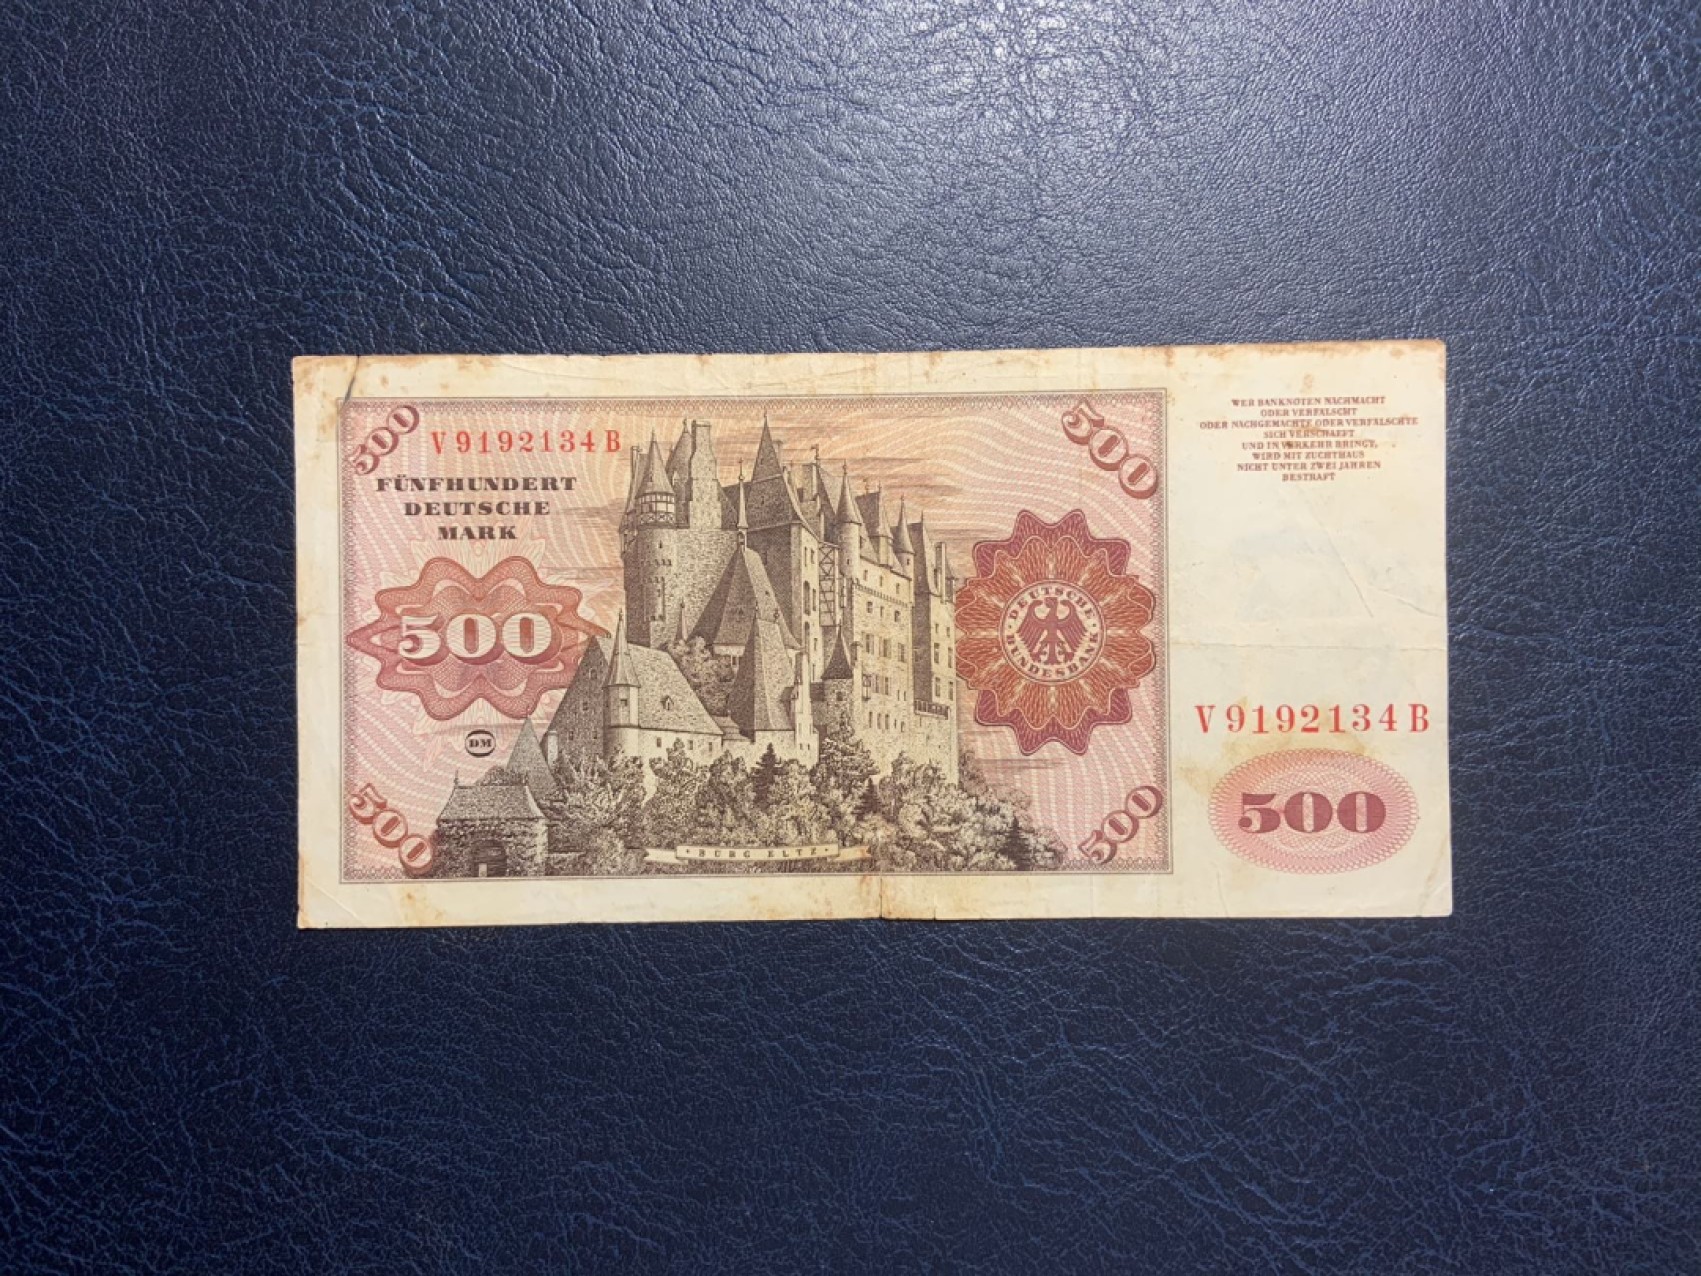 500
V9192134B
FÜNFHUNDERT
DEUTSCHE
MARK
500
DM
500
500
DEUTSCHE BUNDESBANK
500
BURG ELTZ
WER BANKNOTEN NACHMACHT
ODER VERFÄLSCHT
ODER NACHGEMACHTE ODER VERFÄLSCHTE
SICH VERSCHAFFT
UND IN VERKEHR BRINGT,
WIRD MIT ZUCHTHAUS
NICHT UNTER ZWEI JAHREN
BESTRAFT
V9192134B
500